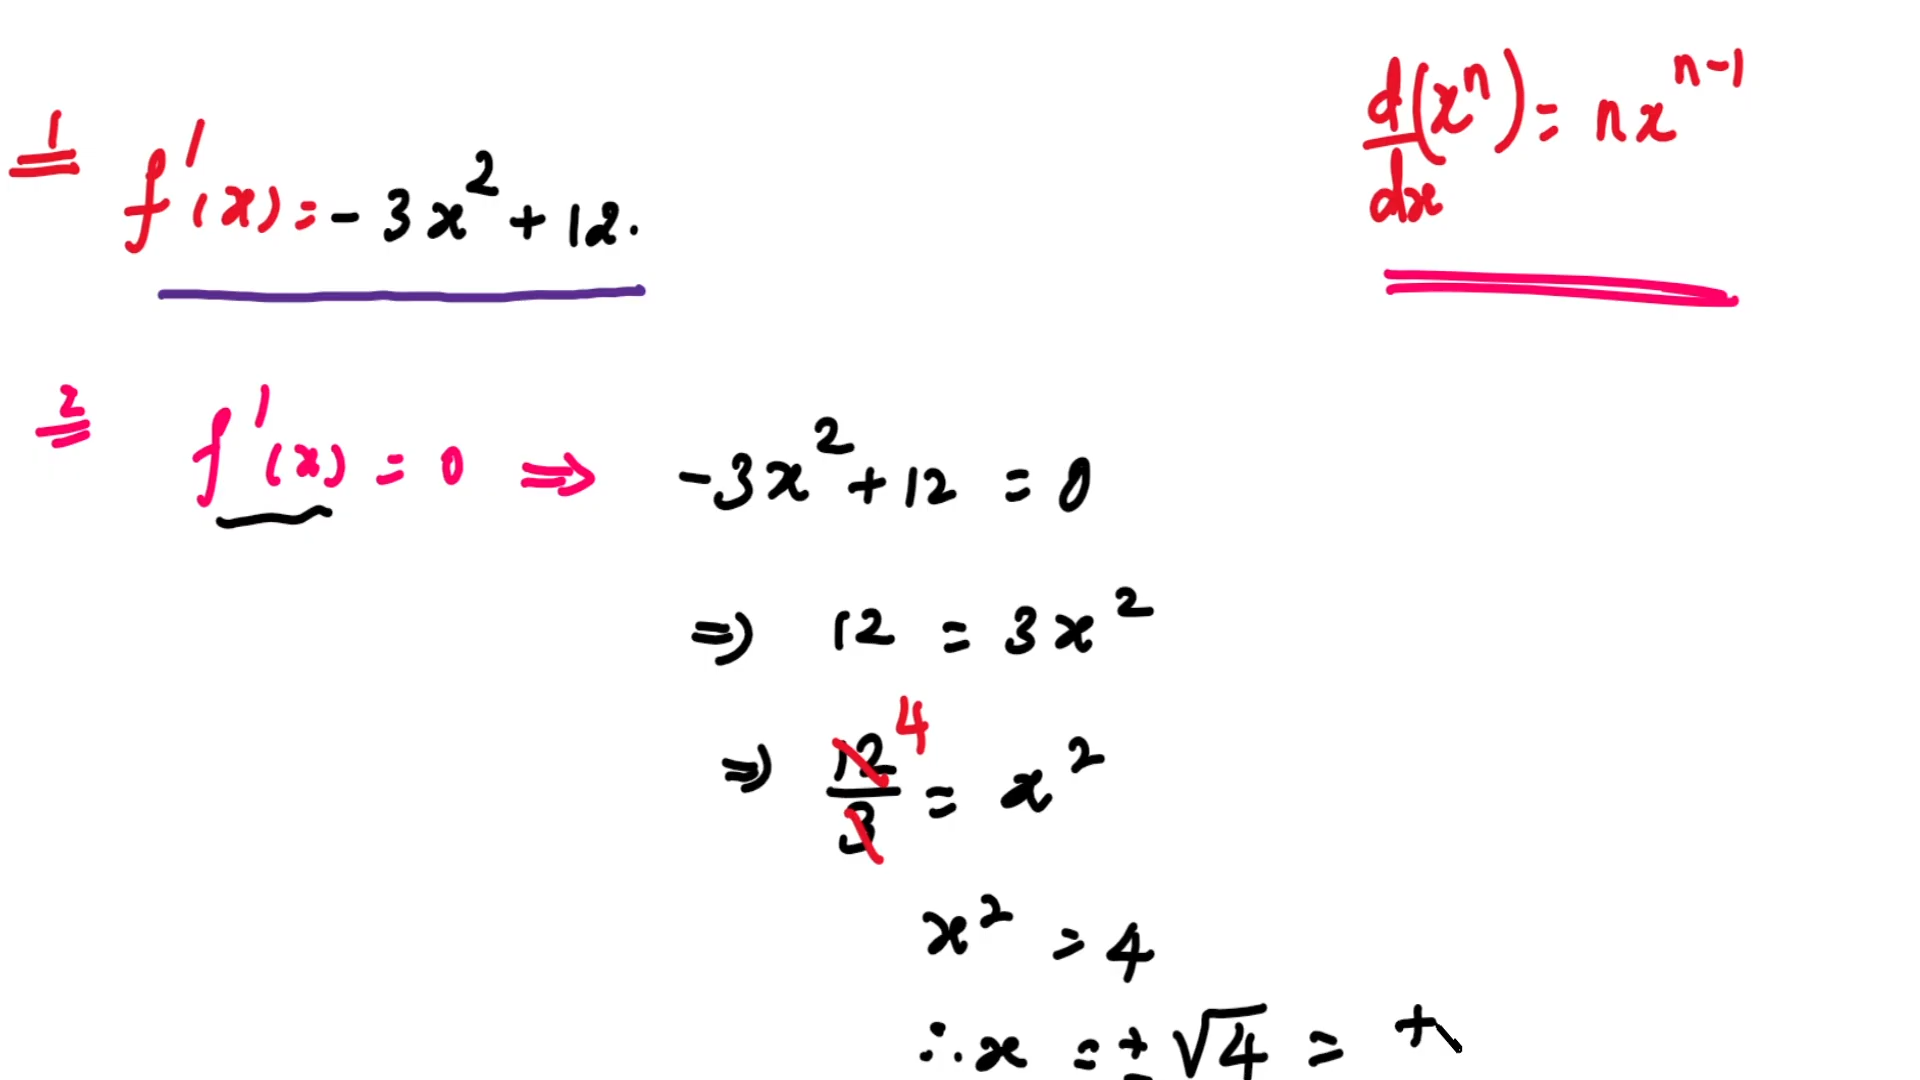 1 f'(x) = -3x² + 12.
d/dx (xⁿ) = nxⁿ⁻¹
2 f'(x) = 0 ⇒ -3x² + 12 = 0
⇒ 12 = 3x²
⇒ 12/3 4 = x²
x² = 4
∴ x = ± √4 = +